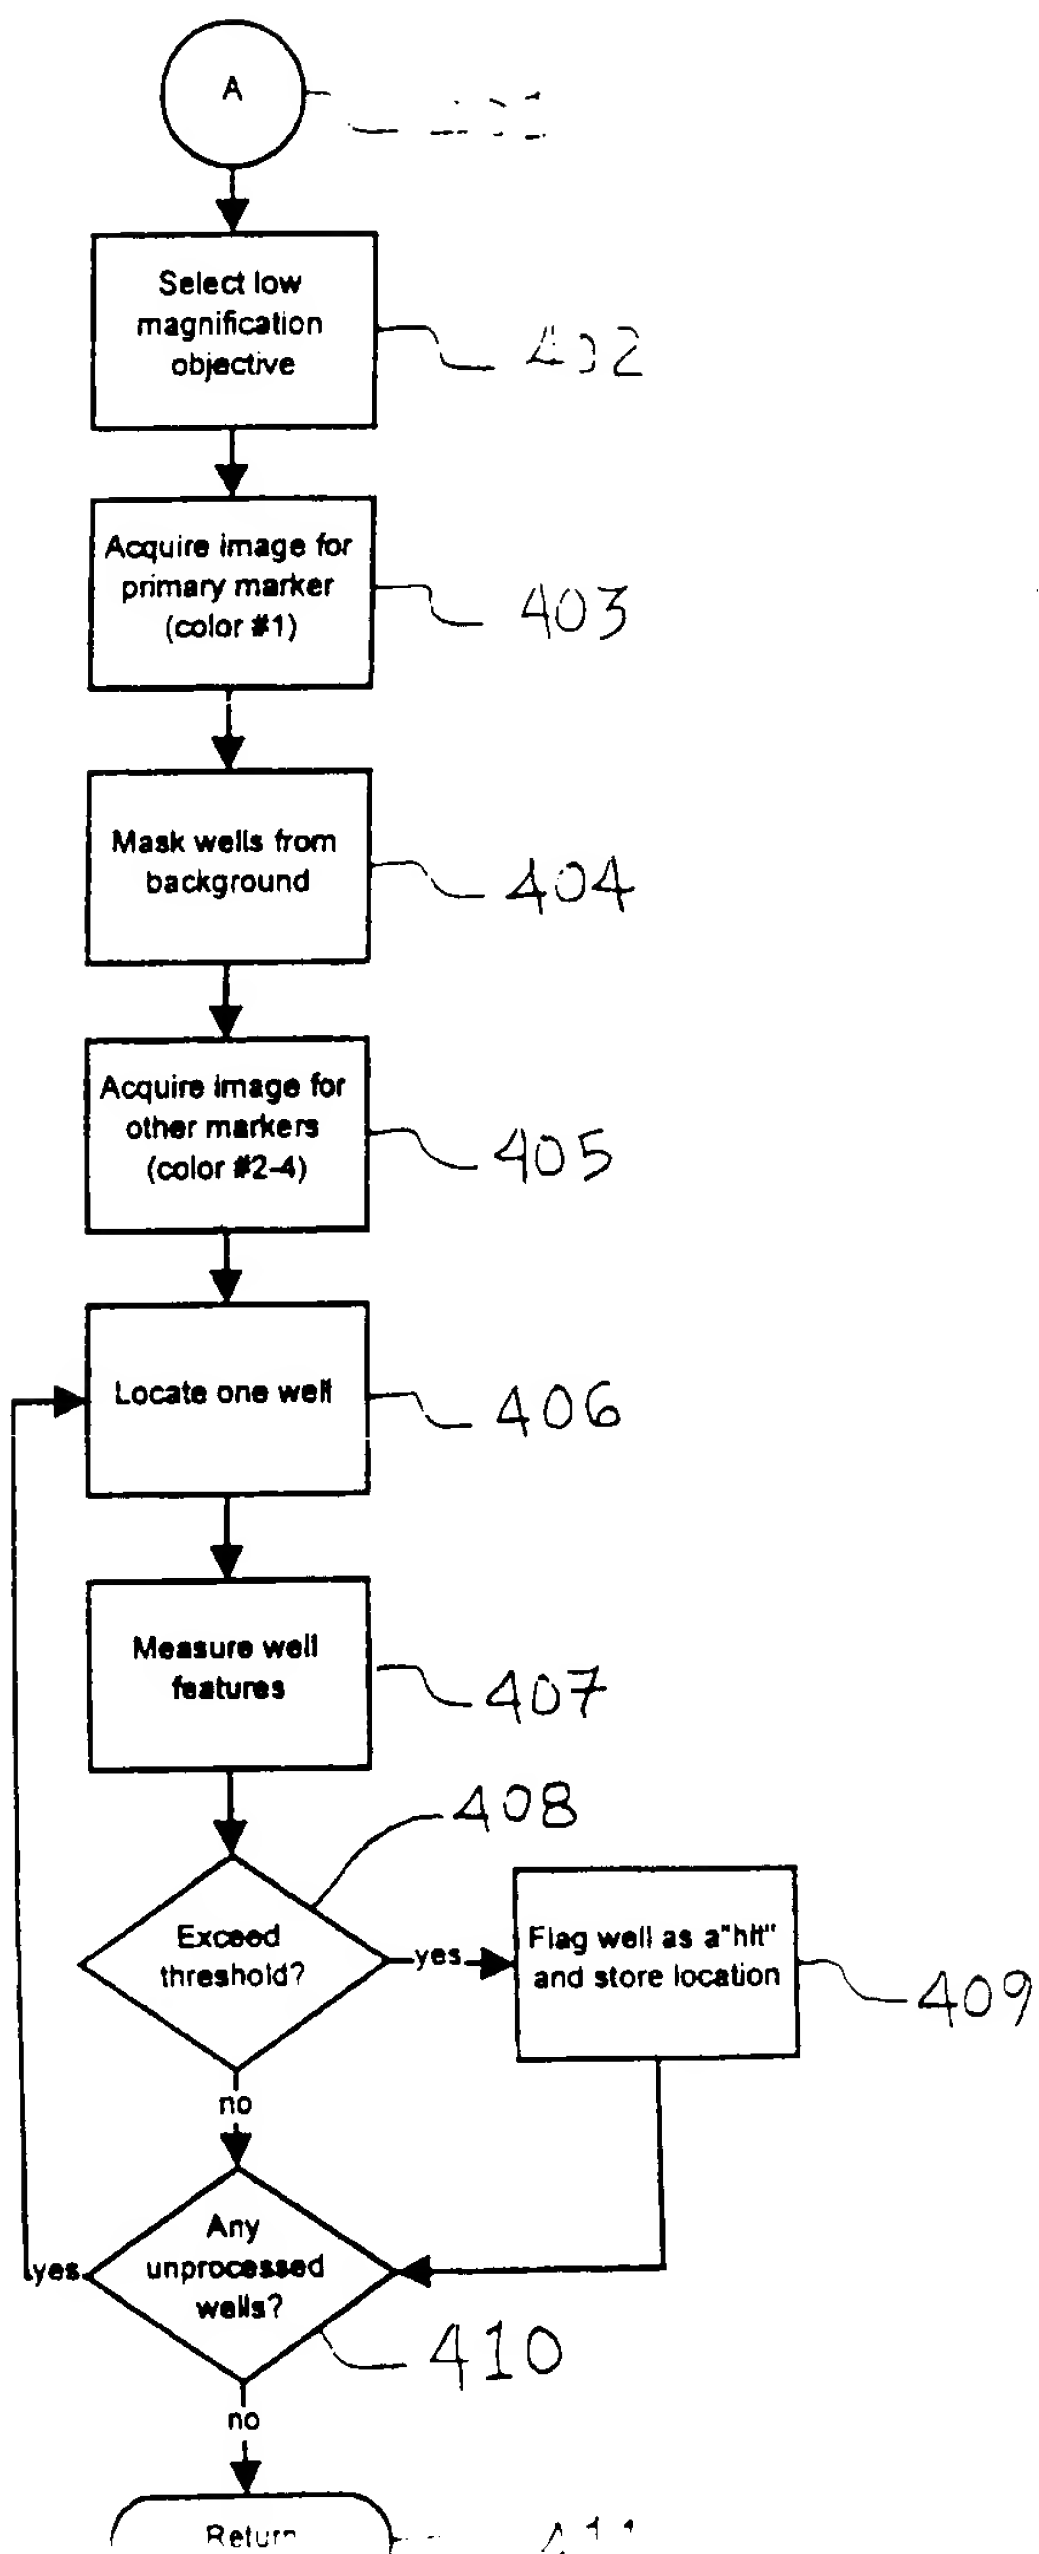 A
Select low
magnification
objective
402
Acquire image for
primary marker
(color #1)
403
Mask wells from
background
404
Acquire image for
other markers
(color #2-4)
405
Locate one well
406
Measure well
features
407
408
Exceed
threshold?
yes
Flag well as a"hit"
and store location
409
no
Any
unprocessed
wells?
yes
410
no
Return